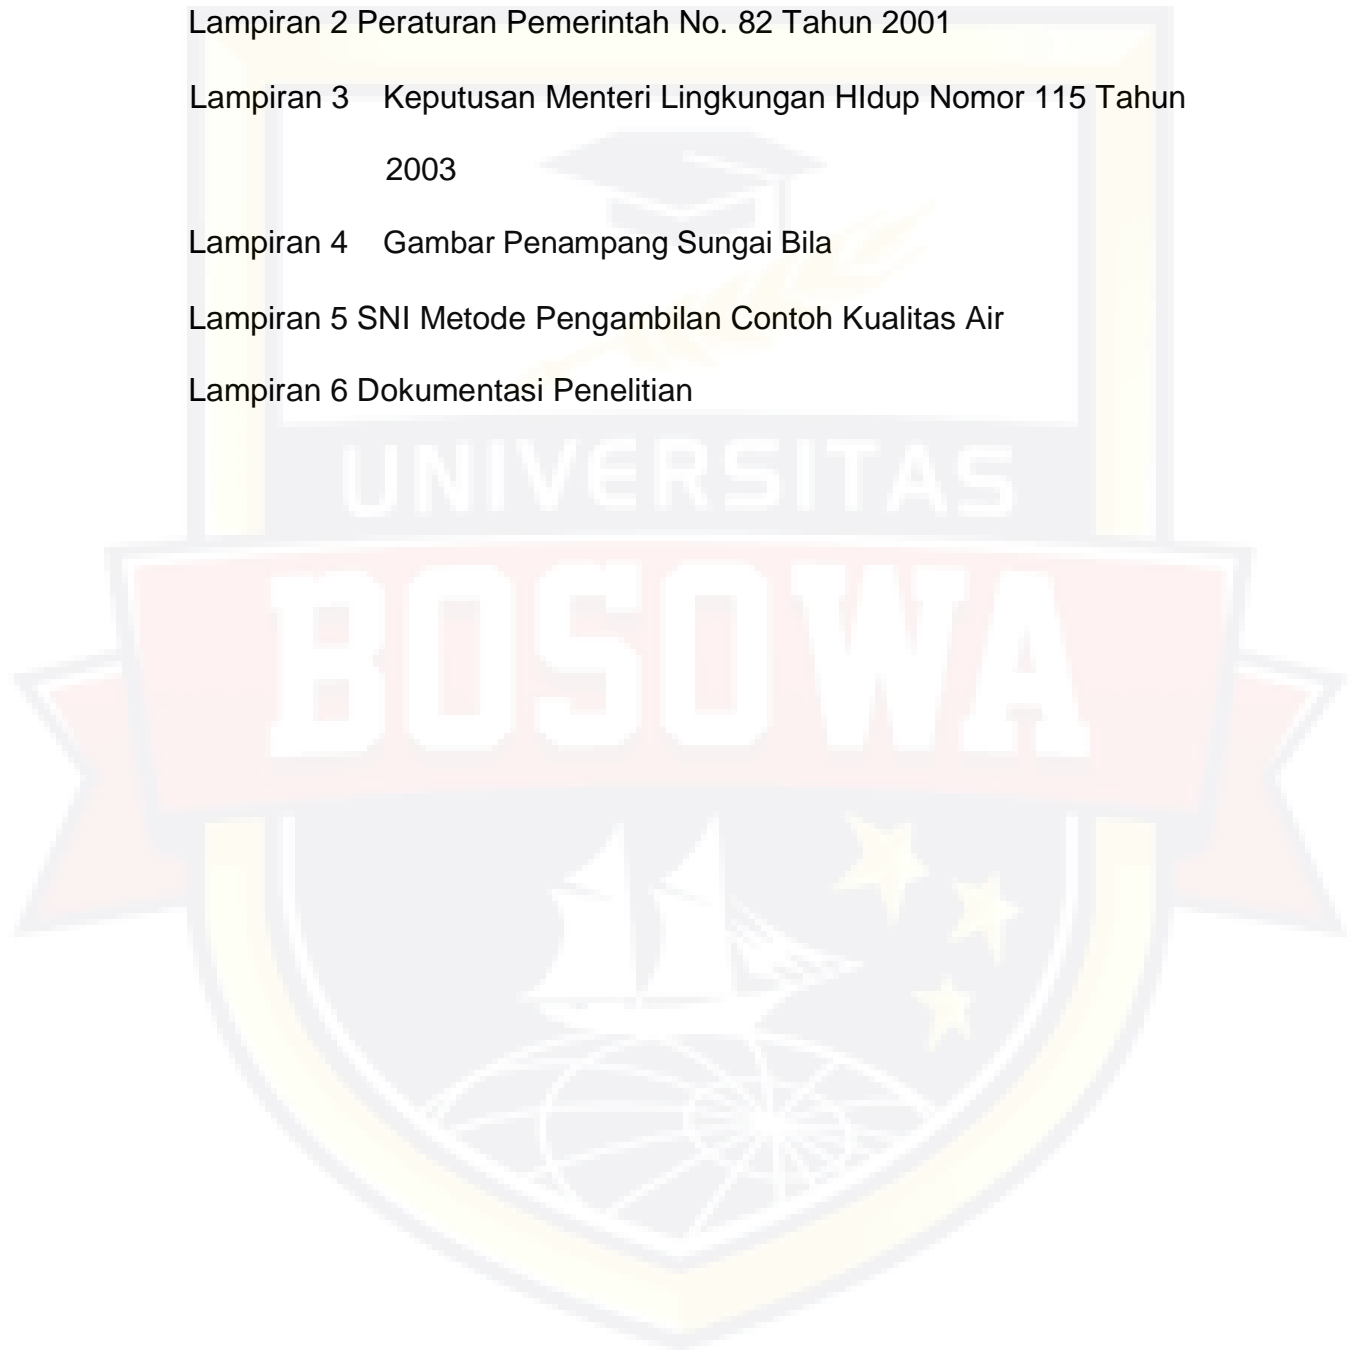 Lampiran 2 Peraturan Pemerintah No. 82 Tahun 2001
Lampiran 3 Keputusan Menteri Lingkungan HIdup Nomor 115 Tahun
2003
Lampiran 4 Gambar Penampang Sungai Bila
Lampiran 5 SNI Metode Pengambilan Contoh Kualitas Air
Lampiran 6 Dokumentasi Penelitian
UNIVERSITAS
BOSOWA